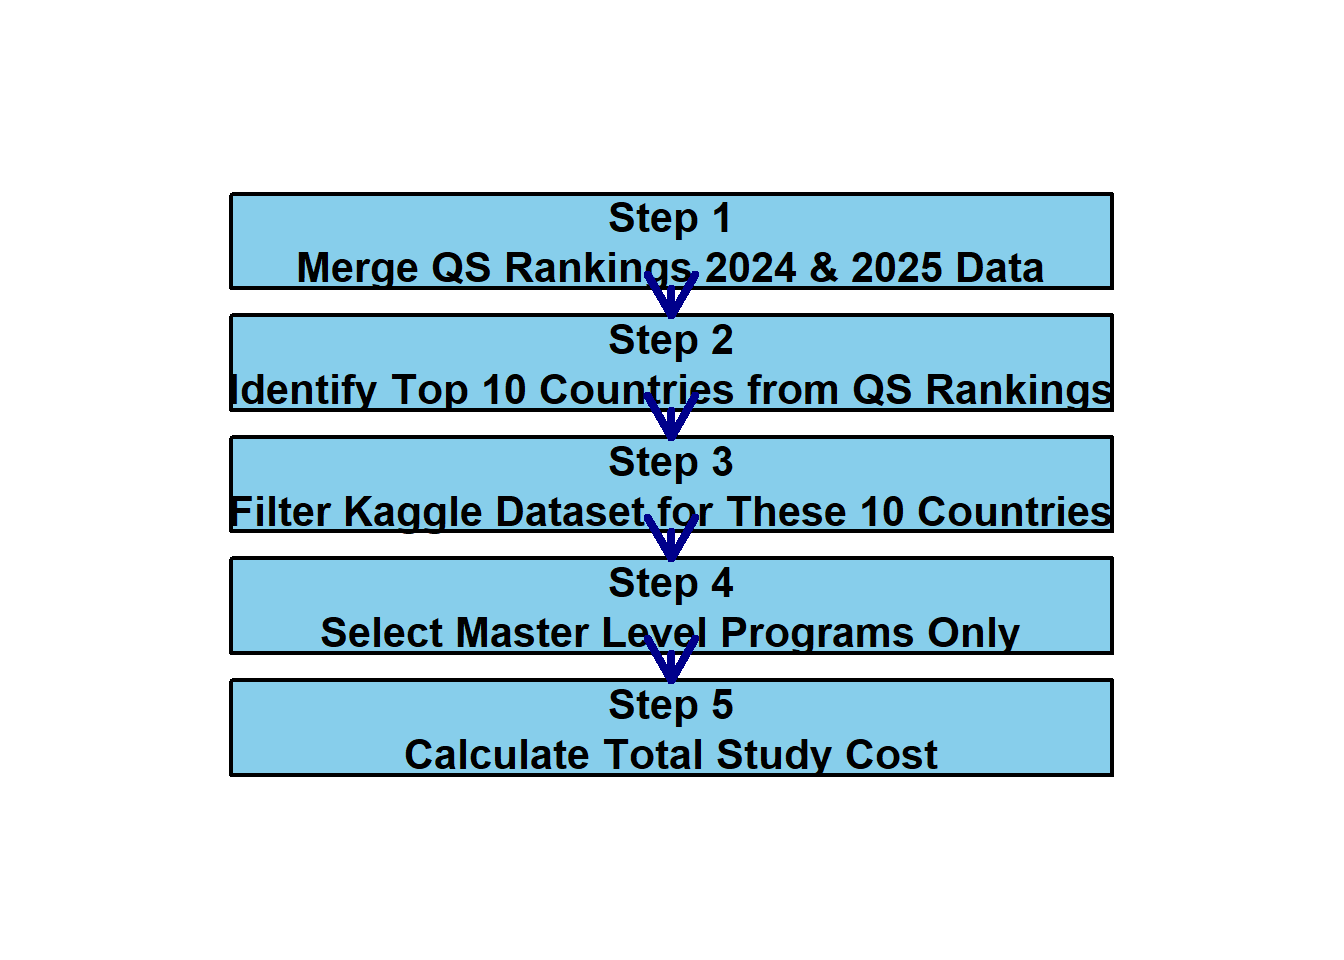 Step 1
Merge QS Rankings 2024 & 2025 Data
Step 2
Identify Top 10 Countries from QS Rankings
Step 3
Filter Kaggle Dataset for These 10 Countries
Step 4
Select Master Level Programs Only
Step 5
Calculate Total Study Cost